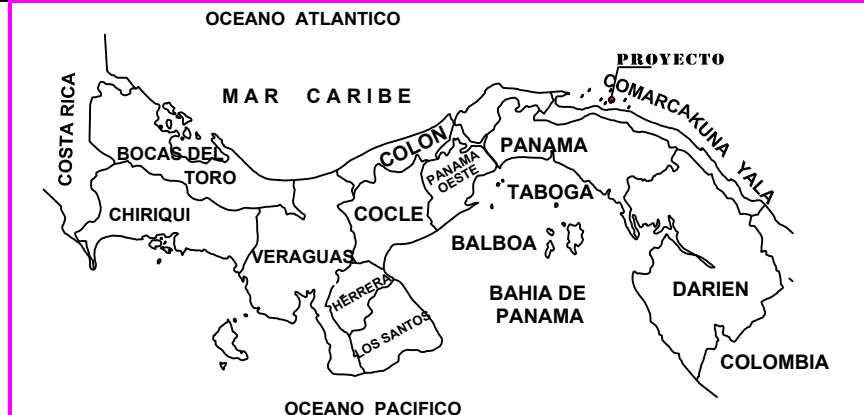 OCEANO ATLANTICO
PROYECTO
MAR CARIBE
COMARCAKUNA YALA
COSTA RICA
COLON
PANAMA
BOCAS DEL
TORO
PANAMA
OESTE
TABOGA
CHIRIQUI
COCLE
BALBOA
VERAGUAS
HERRERA
BAHIA DE
PANAMA
DARIEN
LOS SANTOS
COLOMBIA
OCEANO PACIFICO